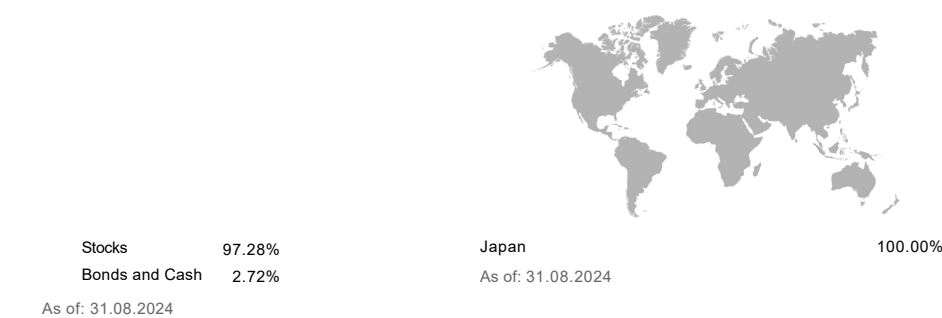 Stocks 97.28%
Bonds and Cash 2.72%
As of: 31.08.2024
Japan 100.00%
As of: 31.08.2024